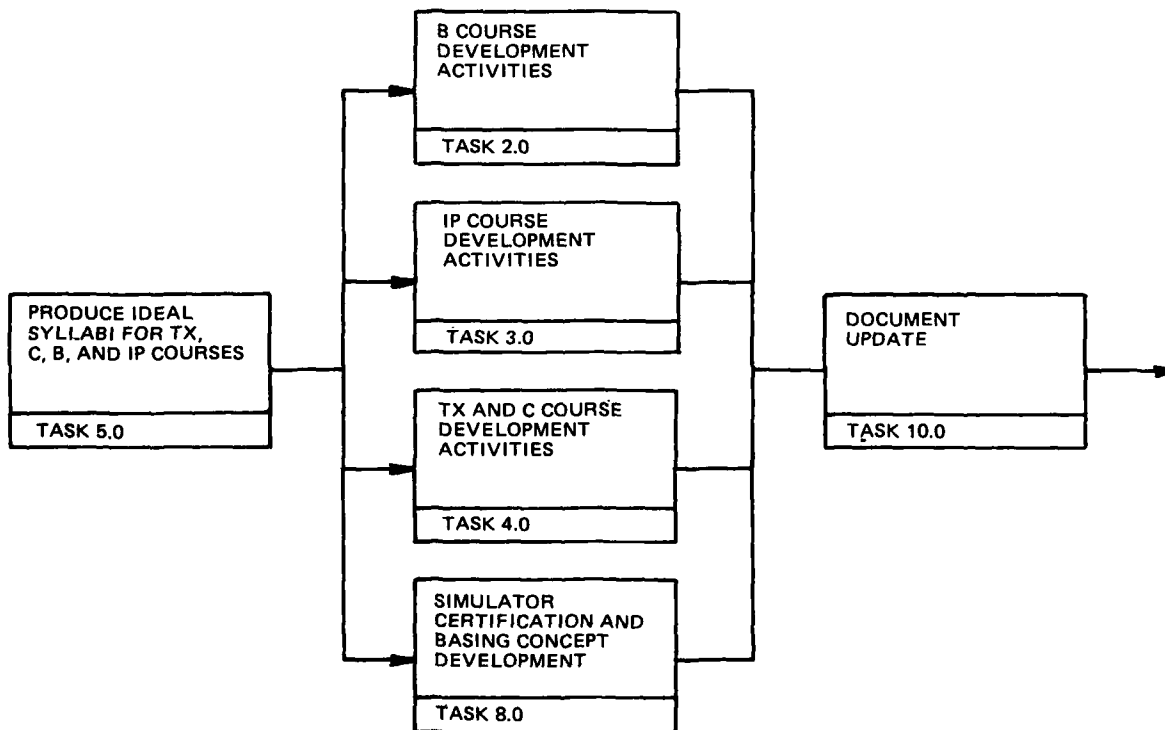 B COURSE
DEVELOPMENT
ACTIVITIES
TASK 2.0
IP COURSE
DEVELOPMENT
ACTIVITIES
TASK 3.0
PRODUCE IDEAL
SYLLABI FOR TX,
C, B, AND IP COURSES
TASK 5.0
DOCUMENT
UPDATE
TASK 10.0
TX AND C COURSE
DEVELOPMENT
ACTIVITIES
TASK 4.0
SIMULATOR
CERTIFICATION AND
BASING CONCEPT
DEVELOPMENT
TASK 8.0